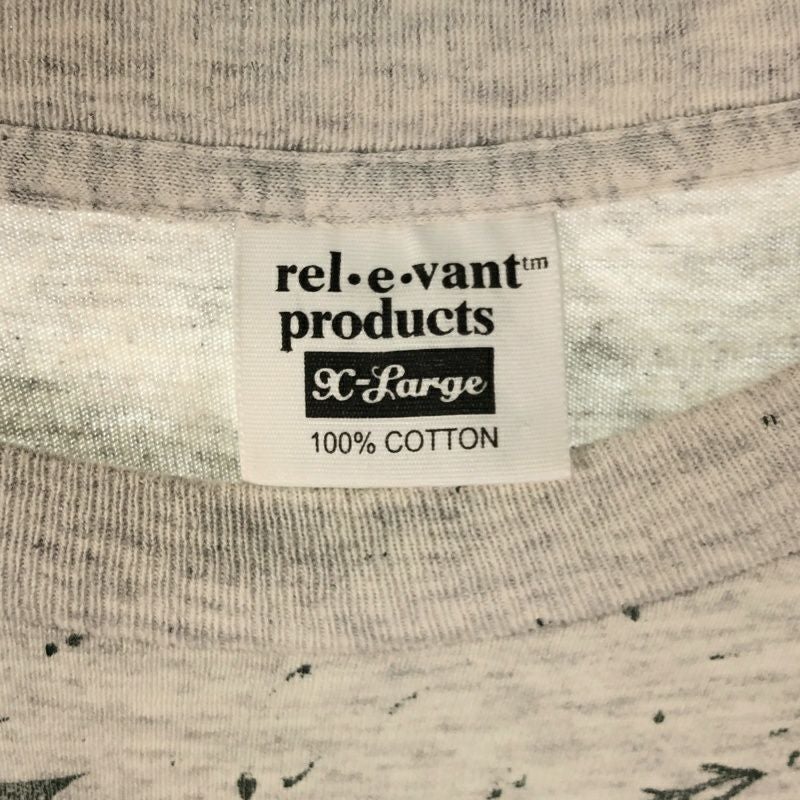 rel•e•vant™
products
X-Large
100% COTTON